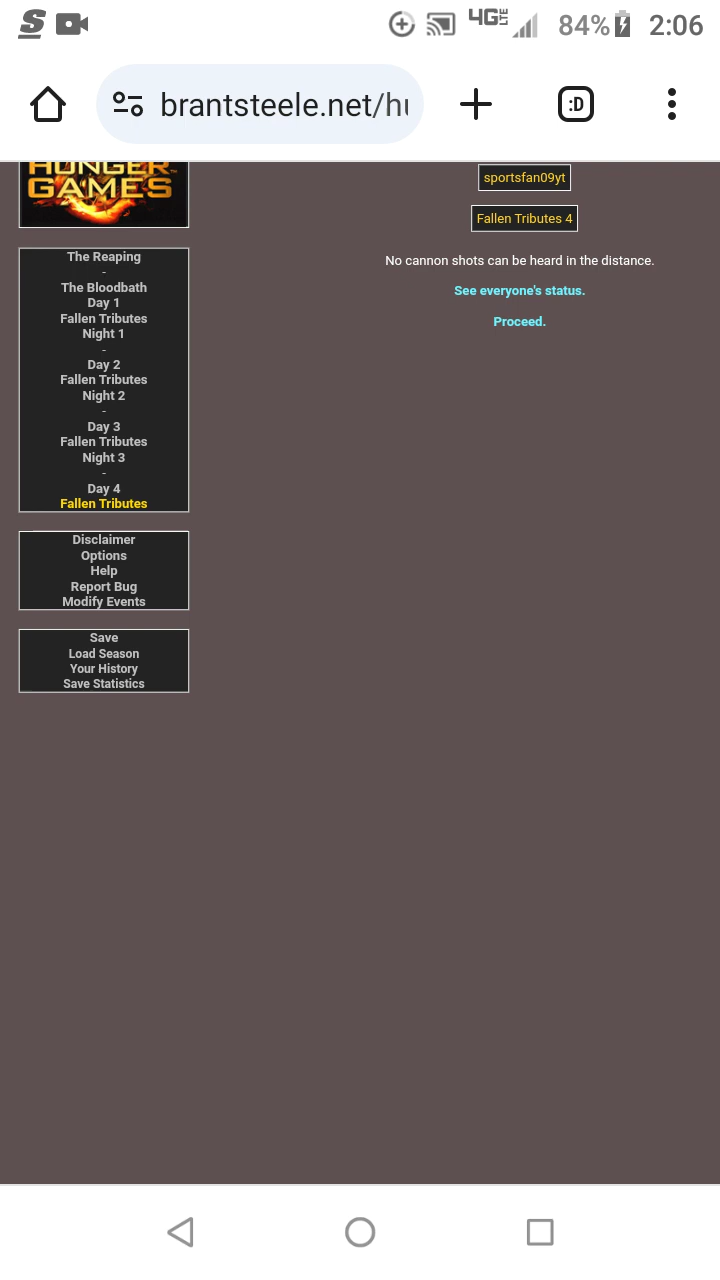 84% 2:06
4G LTE
brantsteele.net/hu
:D
HUNGER
GAMES
The Reaping
-
The Bloodbath
Day 1
Fallen Tributes
Night 1
-
Day 2
Fallen Tributes
Night 2
-
Day 3
Fallen Tributes
Night 3
-
Day 4
Fallen Tributes
Disclaimer
Options
Help
Report Bug
Modify Events
Save
Load Season
Your History
Save Statistics
sportsfan09yt
Fallen Tributes 4
No cannon shots can be heard in the distance.
See everyone's status.
Proceed.